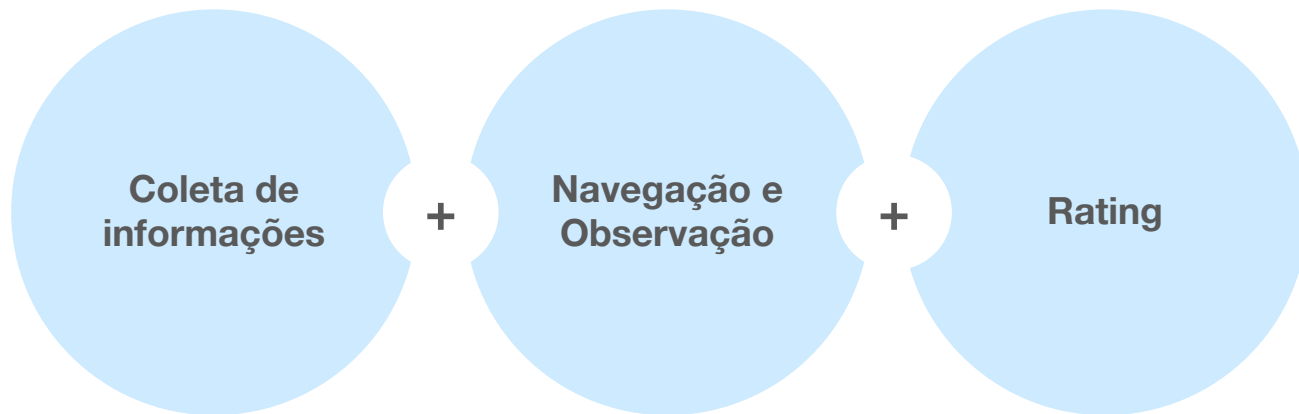 Coleta de
informações
+
Navegação e
Observação
+
Rating